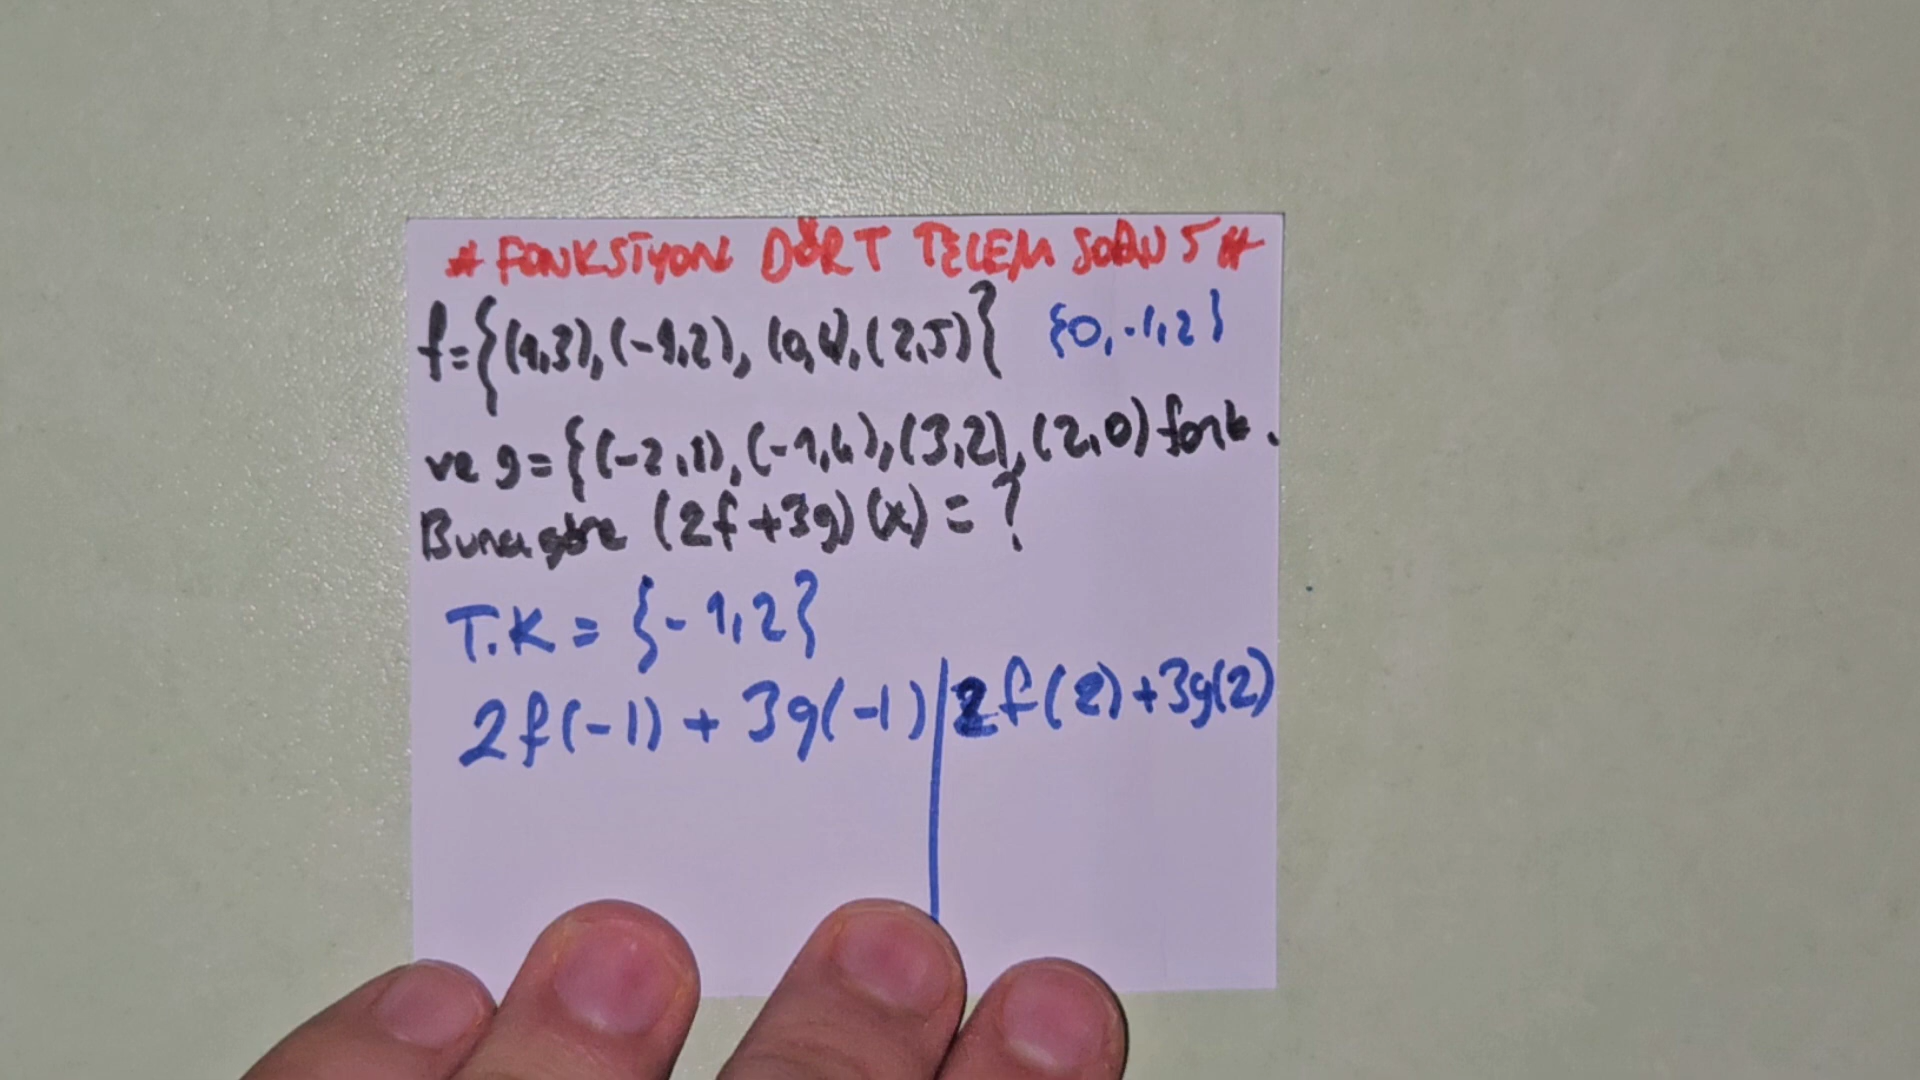 # FONKSİYON DÖRT İŞLEM SORU 5 #
f={(1,3),(-1,2), (0,4),(2,5)} {0,-1,2}
ve g={(-2,1),(-1,4),(3,2),(2,0) fonk.
Buna göre (2f+3g)(x)=?
T.K = {-1,2}
2f(-1) + 3g(-1) | 2f(2)+3g(2)